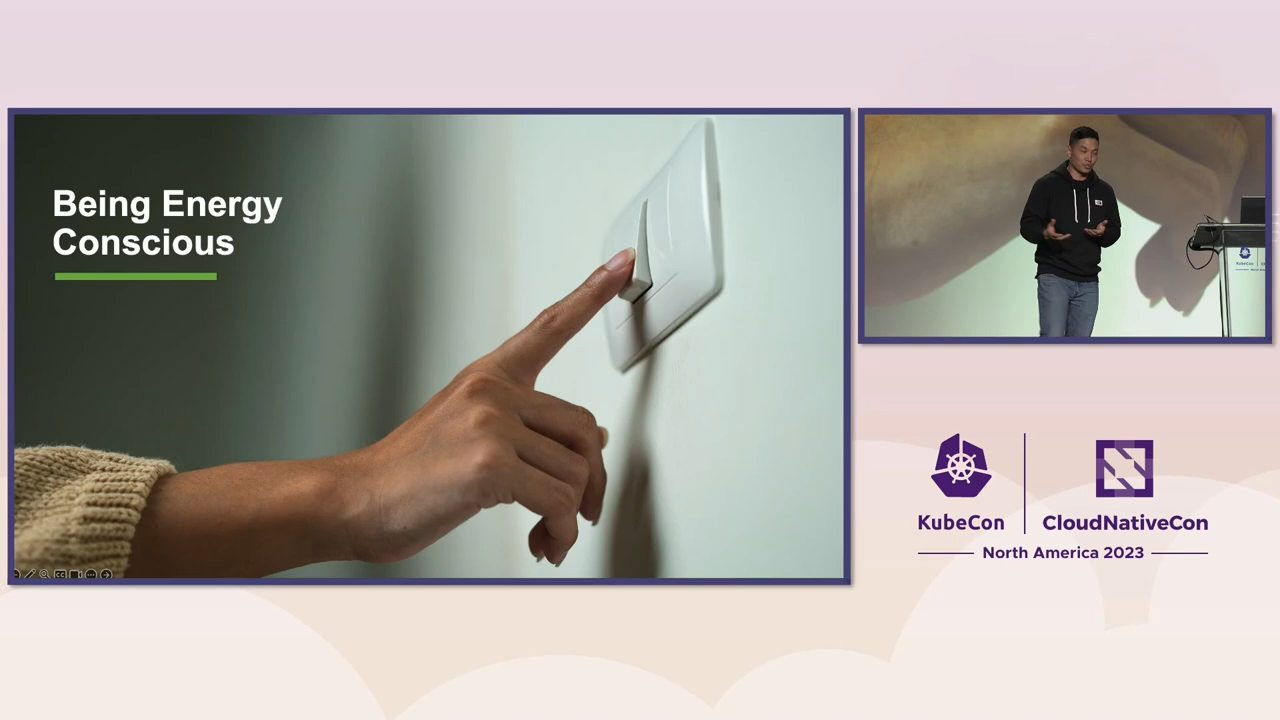 Being Energy
Conscious
KubeCon
CloudNativeCon
North America 2023